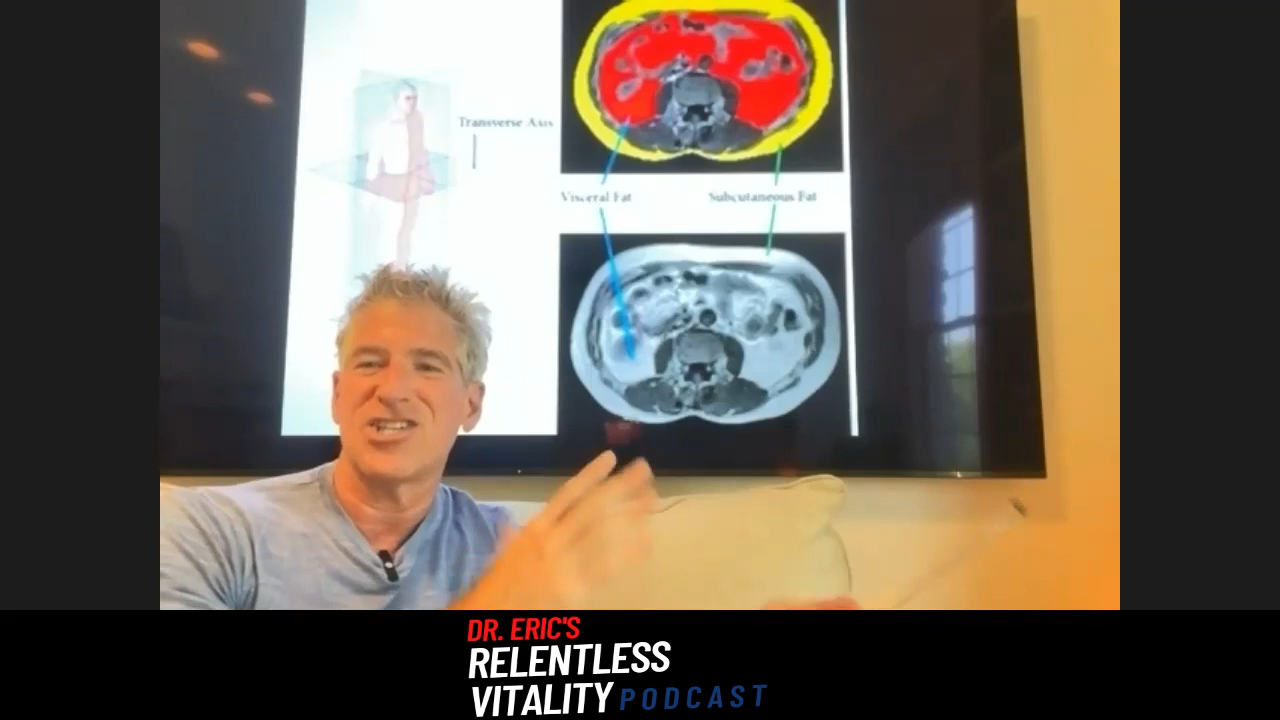 Transverse Axis
Visceral Fat
Subcutaneous Fat
DR. ERIC'S
RELENTLESS
VITALITY PODCAST